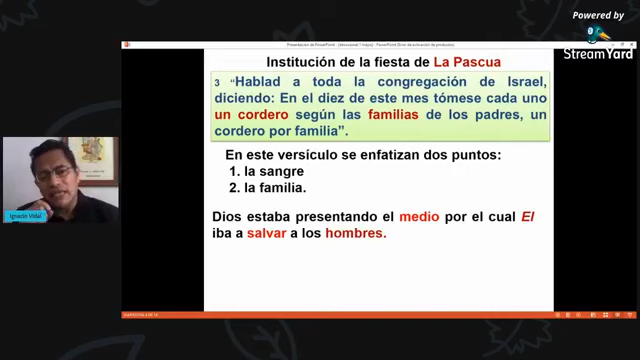 Powered by
StreamYard
Presentación de PowerPoint - [devocional 1 mayo] - PowerPoint (Error de activación de productos)
Institución de la fiesta de La Pascua
3 “Hablad a toda la congregación de Israel,
diciendo: En el diez de este mes tómese cada uno
un cordero según las familias de los padres, un
cordero por familia”.
En este versículo se enfatizan dos puntos:
1. la sangre
2. la familia.
Dios estaba presentando el medio por el cual El
iba a salvar a los hombres.
Ignacio Vidal